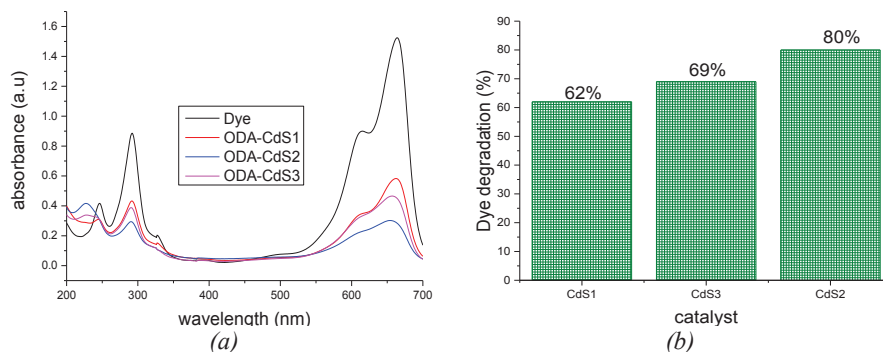 1.6
1.4
1.2
1.0
0.8
0.6
0.4
0.2
0.0
absorbance (a.u)
Dye
ODA-CdS1
ODA-CdS2
ODA-CdS3
200 300 400 500 600 700
wavelength (nm)
(a)
90
80
70
60
50
40
30
20
10
0
Dye degradation (%)
62%
69%
80%
CdS1 CdS3 CdS2
catalyst
(b)